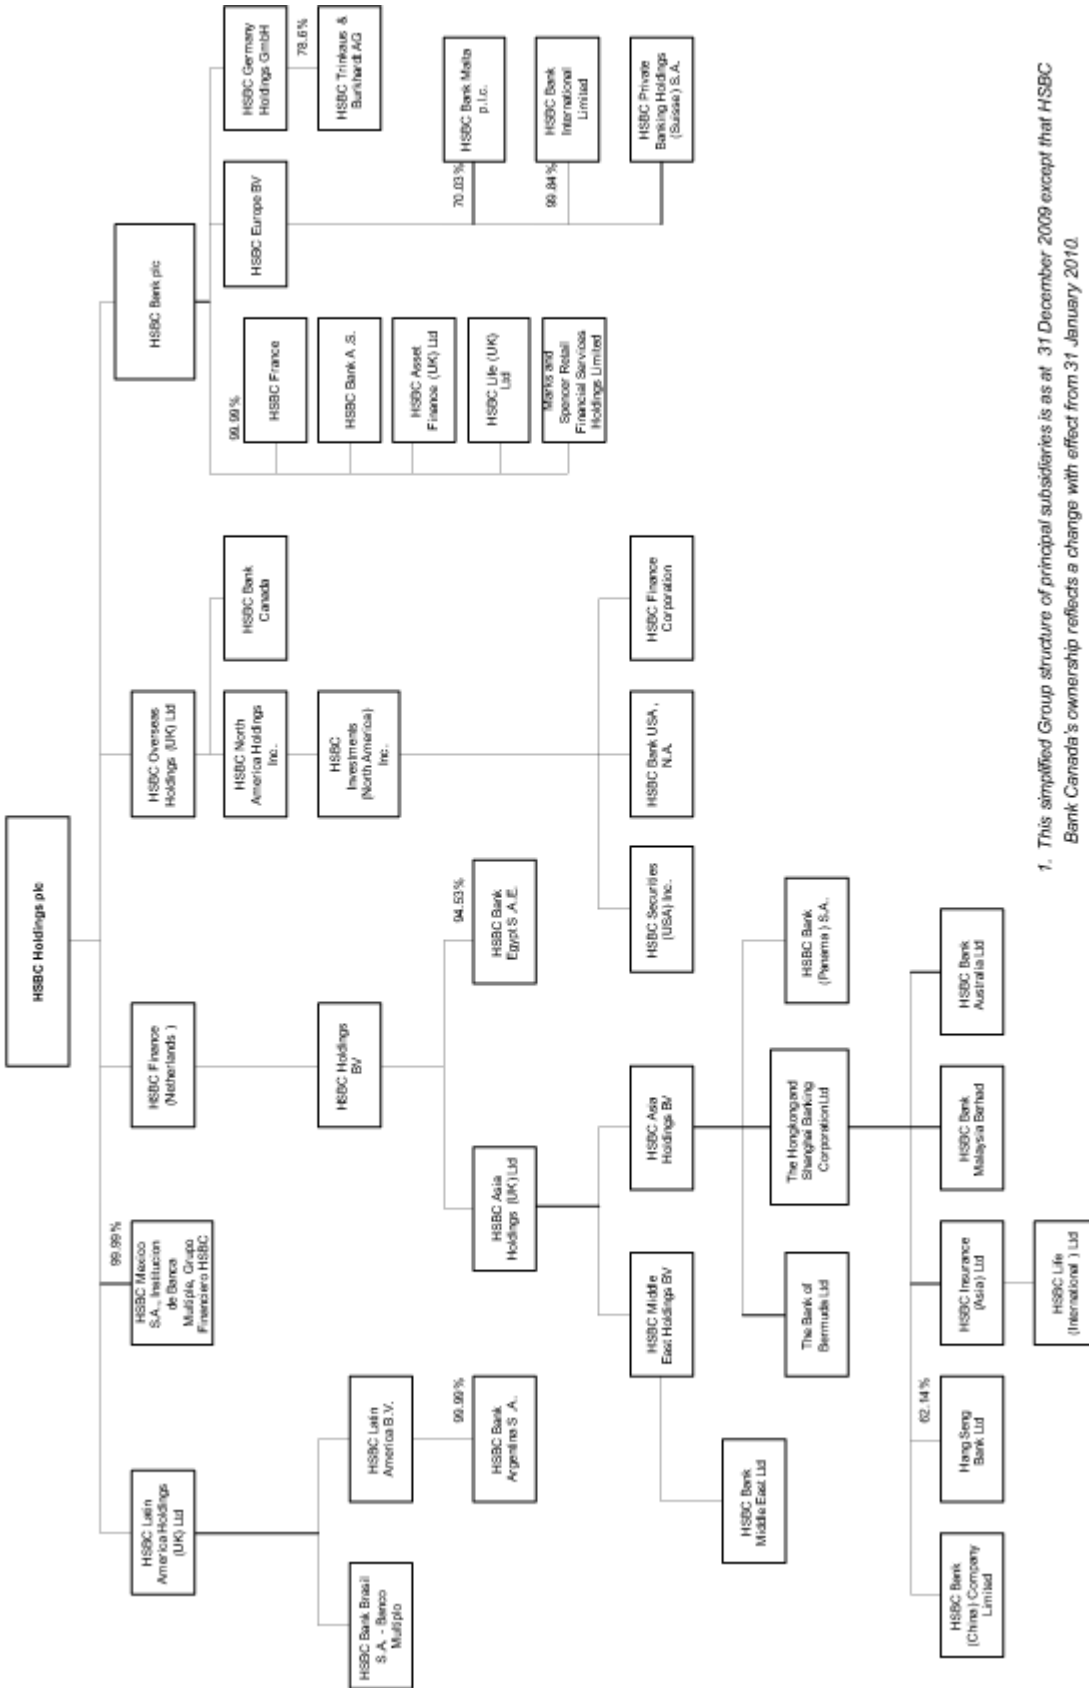 HSBC Holdings plc
HSBC Latin
America Holdings
(UK) Ltd
99.99%
HSBC Mexico
S.A., Institucion
de Banca
Multiple, Grupo
Financiero HSBC
HSBC Finance
(Netherlands )
HSBC Overseas
Holdings (UK) Ltd
HSBC Bank plc
HSBC Bank Brasil
S.A. - Banco
Multiplo
HSBC Latin
America B.V.
99.99%
HSBC Bank
Argentina S .A.
HSBC Holdings
BV
HSBC Asia
Holdings (UK) Ltd
94.53%
HSBC Bank
Egypt S .A.E.
HSBC Middle
East Holdings BV
HSBC Asia
Holdings BV
HSBC Bank
Middle East Ltd
The Bank of
Bermuda Ltd
The Hongkong and
Shanghai Banking
Corporation Ltd
HSBC Bank
(Panama ) S.A.
HSBC Bank
(China) Company
Limited
62.14%
Hang Seng
Bank Ltd
HSBC Insurance
(Asia) Ltd
HSBC Life
(International ) Ltd
HSBC Bank
Malaysia Berhad
HSBC Bank
Australia Ltd
HSBC North
America Holdings
Inc.
HSBC Bank
Canada
HSBC
Investments
(North America)
Inc.
HSBC Securities
(USA) Inc.
HSBC Bank USA ,
N.A.
HSBC Finance
Corporation
99.99%
HSBC France
HSBC Bank A .S.
HSBC Asset
Finance (UK) Ltd
HSBC Life (UK)
Ltd
Marks and
Spencer Retail
Financial Services
Holdings Limited
HSBC Europe BV
70.03%
HSBC Bank Malta
p.l.c.
99.84%
HSBC Bank
International
Limited
HSBC Private
Banking Holdings
(Suisse) S.A.
HSBC Germany
Holdings GmbH
78.6%
HSBC Trinkaus &
Burkhardt AG
1. This simplified Group structure of principal subsidiaries is as at 31 December 2009 except that HSBC
Bank Canada's ownership reflects a change with effect from 31 January 2010.